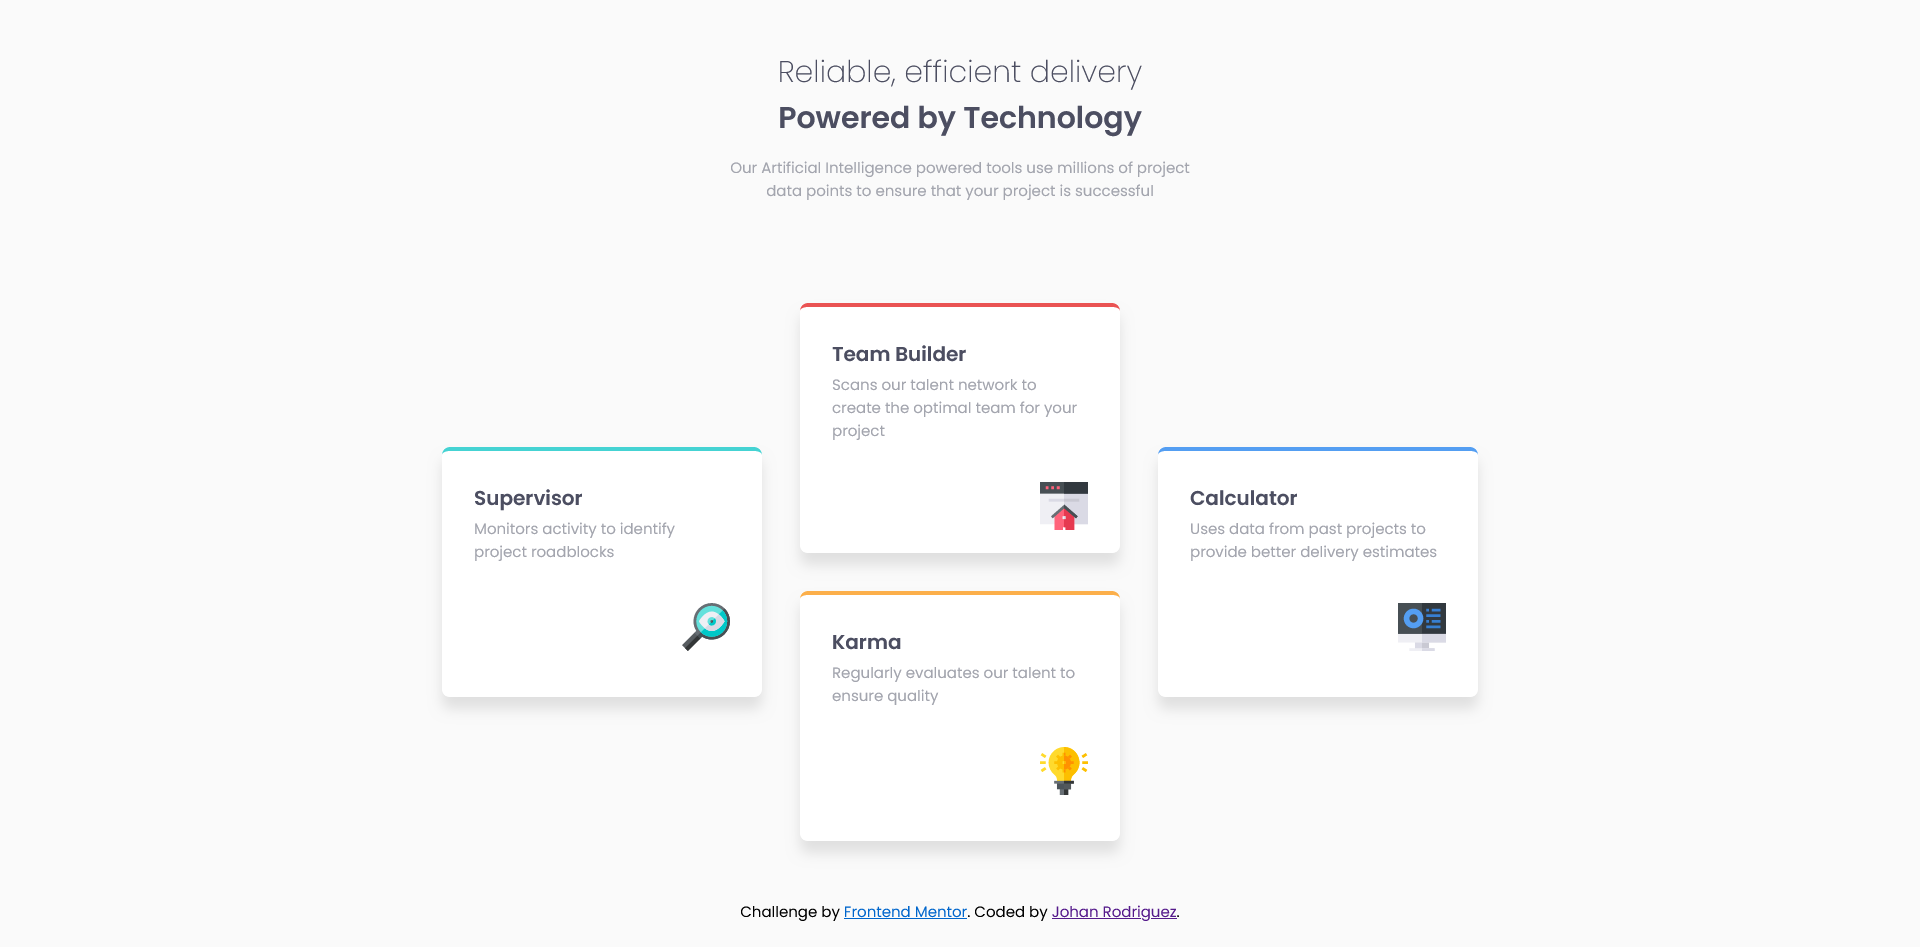 Reliable, efficient delivery
Powered by Technology
Our Artificial Intelligence powered tools use millions of project
data points to ensure that your project is successful
Team Builder
Scans our talent network to
create the optimal team for your
project
Supervisor
Monitors activity to identify
project roadblocks
Calculator
Uses data from past projects to
provide better delivery estimates
Karma
Regularly evaluates our talent to
ensure quality
Challenge by Frontend Mentor. Coded by Johan Rodriguez.